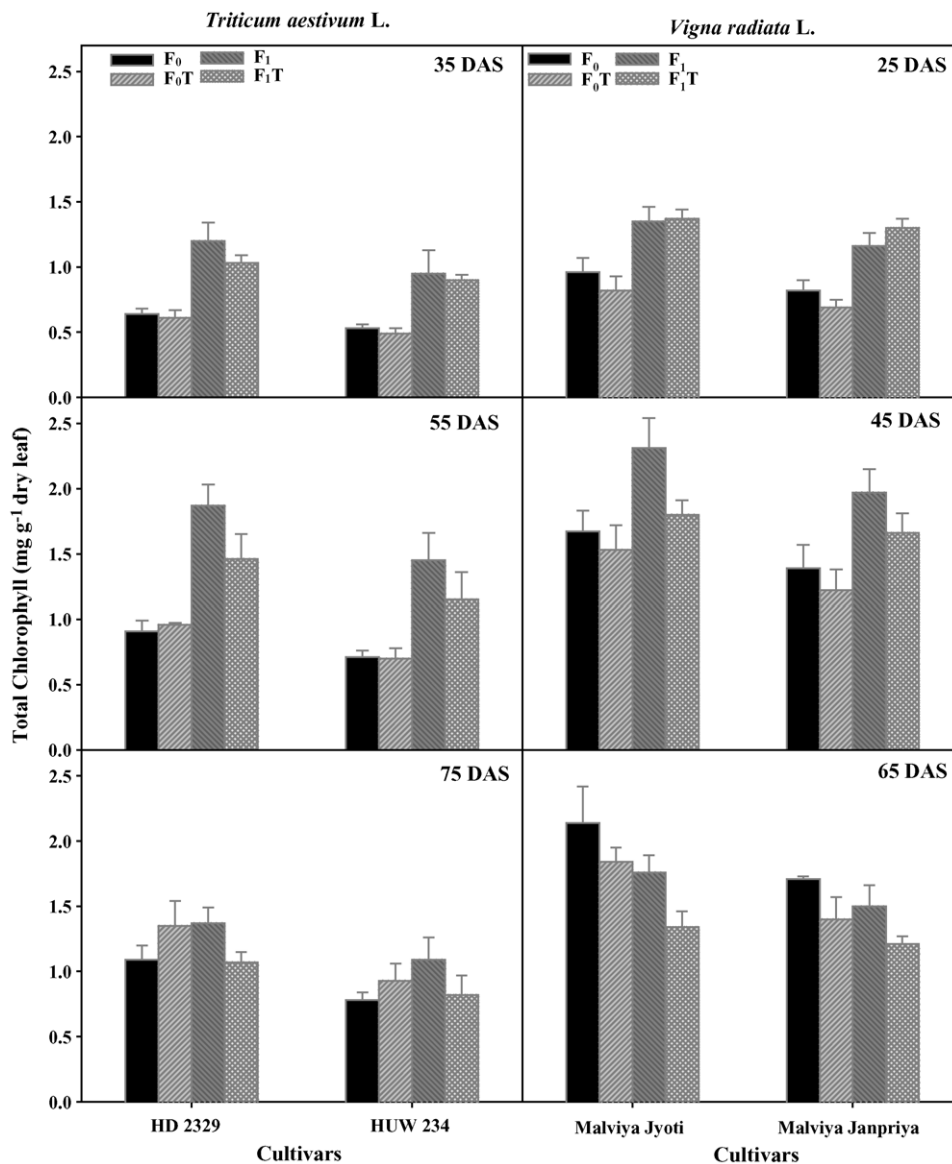 Triticum aestivum L.
Vigna radiata L.
F₀ F₁
F₀T F₁T
35 DAS
2.5
2.0
1.5
1.0
0.5
0.0
F₀ F₁
F₀T F₁T
25 DAS
55 DAS
2.5
2.0
1.5
1.0
0.5
0.0
45 DAS
75 DAS
2.5
2.0
1.5
1.0
0.5
0.0
65 DAS
Total Chlorophyll (mg g⁻¹ dry leaf)
HD 2329 HUW 234
Malviya Jyoti Malviya Janpriya
Cultivars
Cultivars